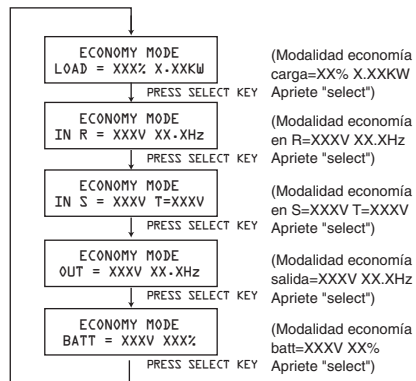 ECONOMY MODE
LOAD = XXX% X.XXKW
(Modalidad economía
carga=XX% X.XXKW
PRESS SELECT KEY
Apriete "select")
ECONOMY MODE
IN R = XXXV XX.XHz
(Modalidad economía
en R=XXXV XX.XHz
PRESS SELECT KEY
Apriete "select")
ECONOMY MODE
IN S = XXXV T=XXXV
(Modalidad economía
en S=XXXV T=XXXV
PRESS SELECT KEY
Apriete "select")
ECONOMY MODE
OUT = XXXV XX.XHz
(Modalidad economía
salida=XXXV XX.XHz
PRESS SELECT KEY
Apriete "select")
ECONOMY MODE
BATT = XXXV XXX%
(Modalidad economía
batt=XXXV XX%
PRESS SELECT KEY
Apriete "select")